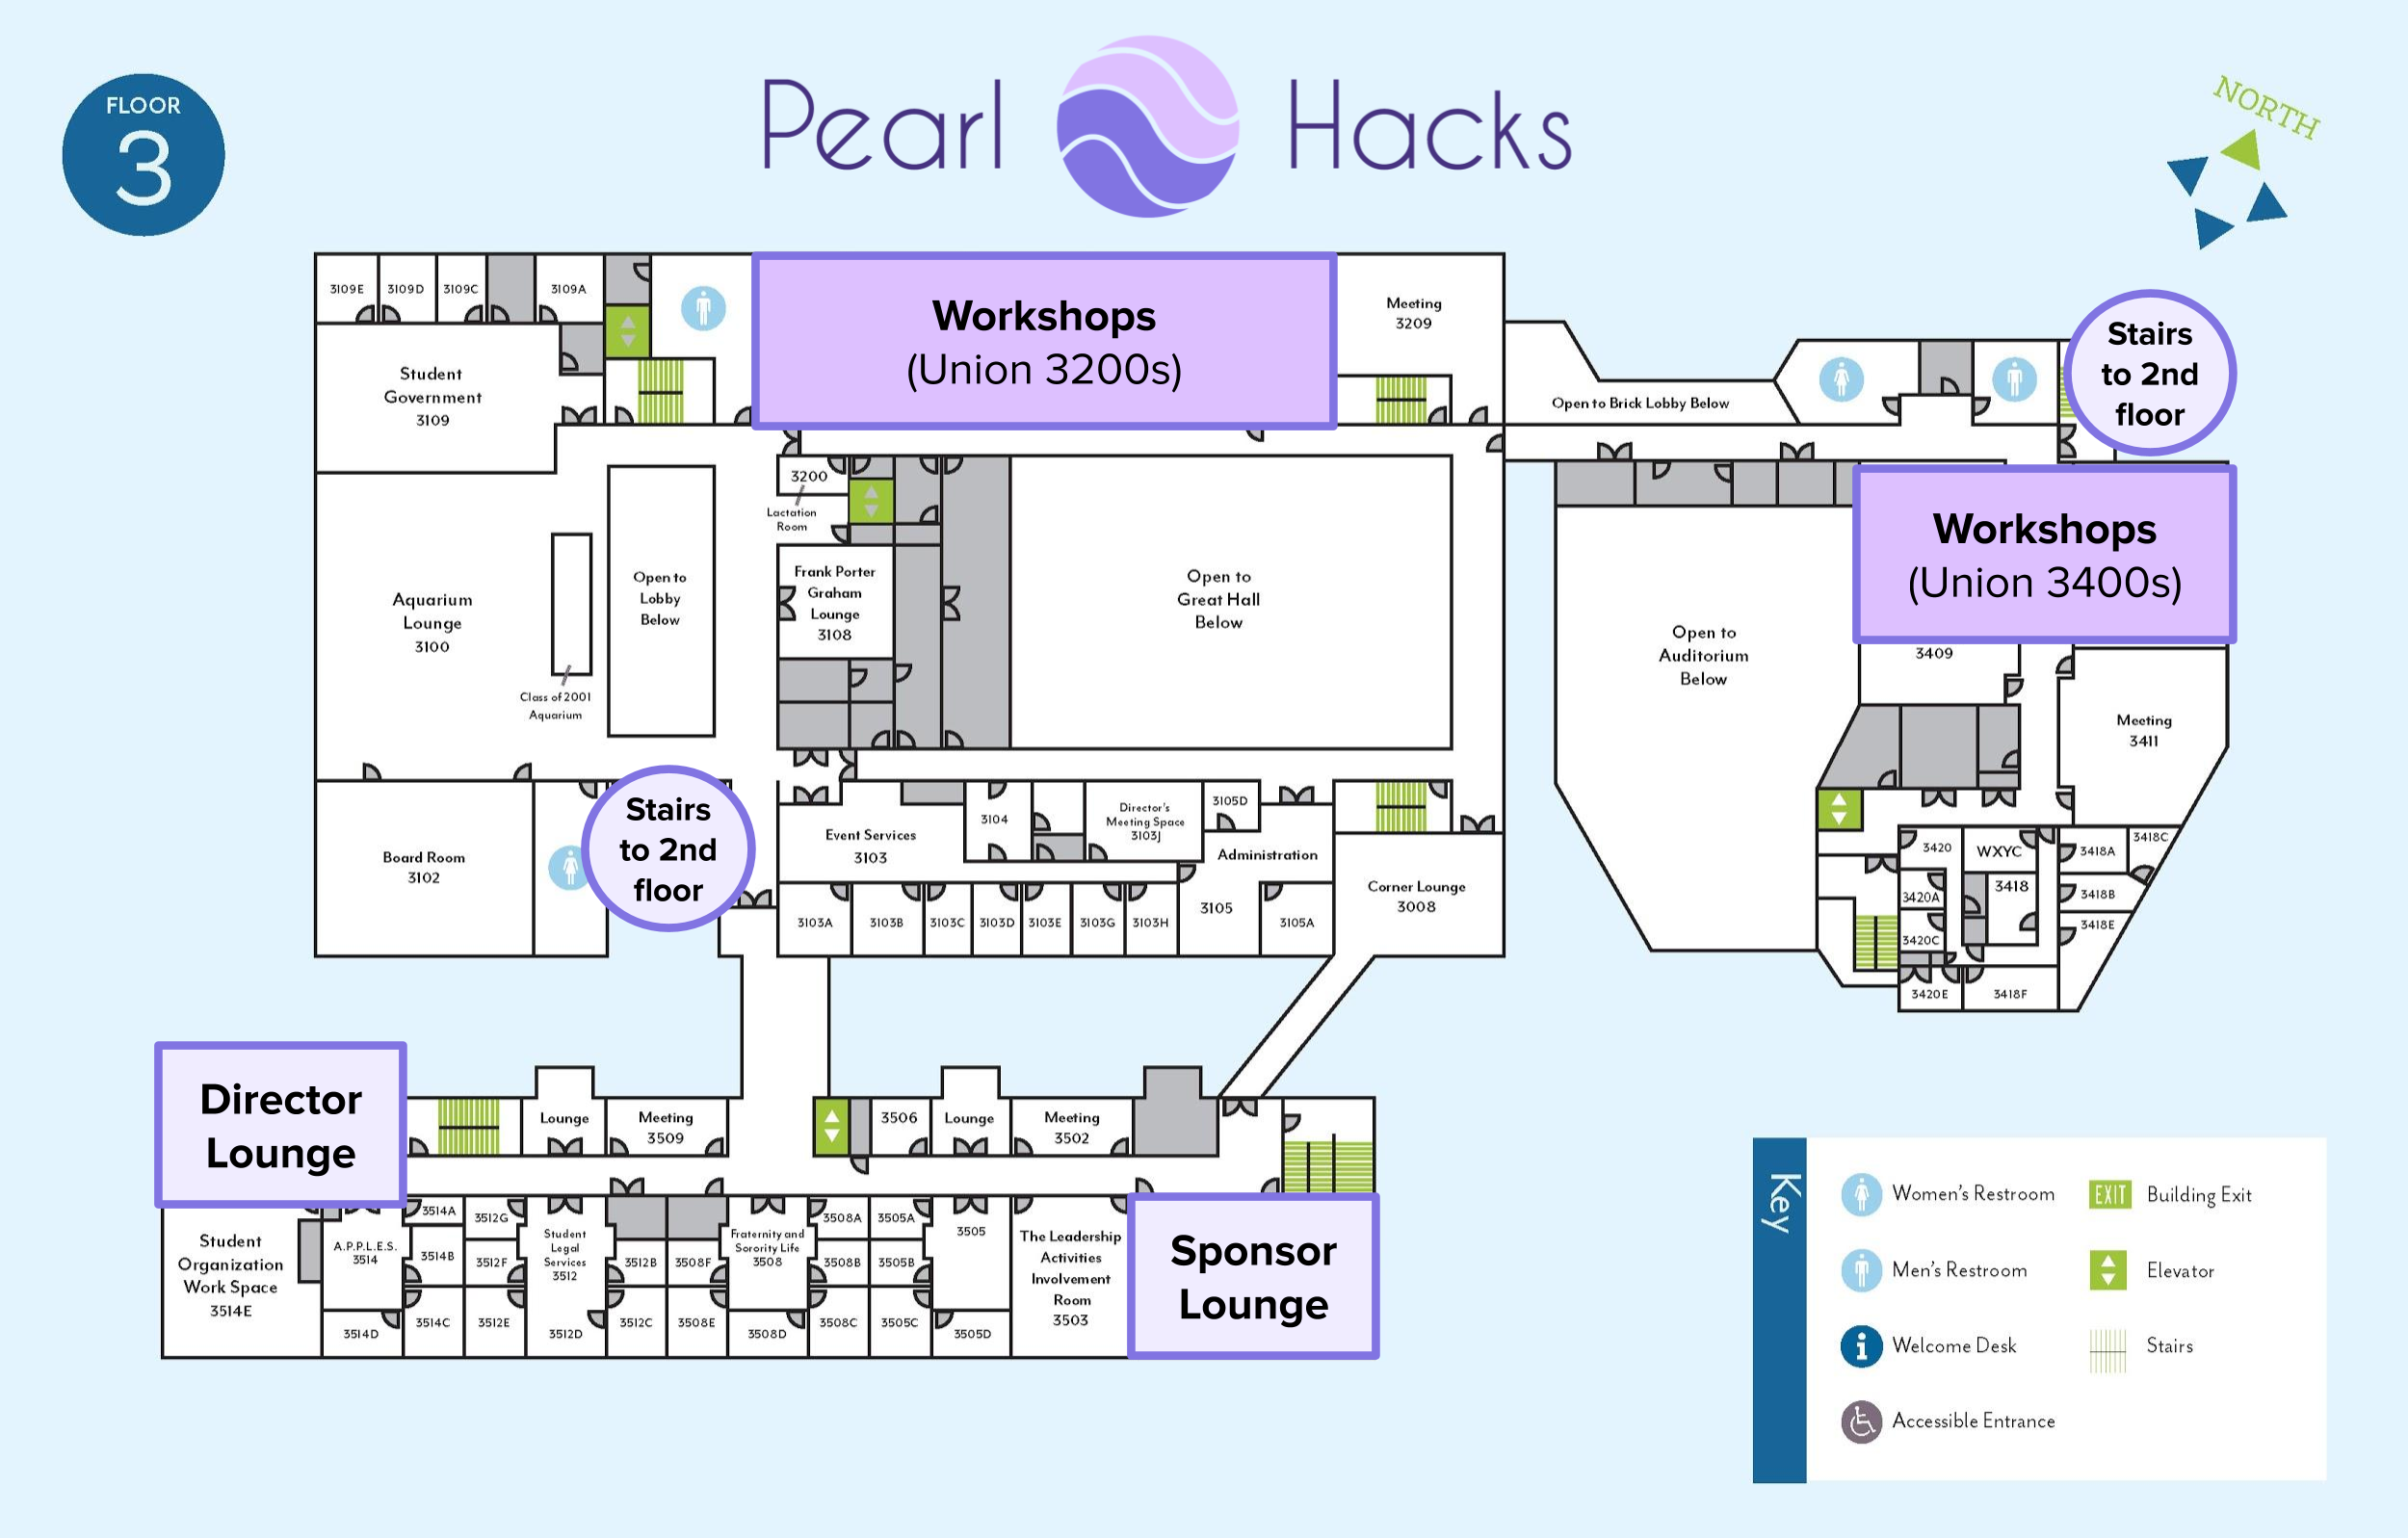 FLOOR
3
Pearl Hacks
NORTH
3109E
3109D
3109C
3109A
Student
Government
3109
Workshops
(Union 3200s)
Meeting
3209
Open to Brick Lobby Below
Stairs
to 2nd
floor
Aquarium
Lounge
3100
Class of 2001
Aquarium
Open to
Lobby
Below
3200
Lactation
Room
Frank Porter
Graham
Lounge
3108
Open to
Great Hall
Below
Open to
Auditorium
Below
Workshops
(Union 3400s)
3409
Meeting
3411
Board Room
3102
Stairs
to 2nd
floor
Event Services
3103
3104
Director's
Meeting Space
3103J
3105D
Administration
3105
3103A
3103B
3103C
3103D
3103E
3103G
3103H
3105A
Corner Lounge
3008
3420
WXYC
3418
3418A
3418C
3418B
3418E
3420A
3420C
3420E
3418F
Director
Lounge
Lounge
Meeting
3509
3506
Lounge
Meeting
3502
Student
Organization
Work Space
3514E
A.P.P.L.E.S.
3514
3514A
3514B
3514C
3514D
3512G
3512F
3512E
Student
Legal
Services
3512
3512D
3512B
3512C
3508F
3508E
Fraternity and
Sorority Life
3508
3508D
3508A
3508B
3508C
3505A
3505B
3505C
3505
3505D
The Leadership
Activities
Involvement
Room
3503
Sponsor
Lounge
Key
Women's Restroom
Men's Restroom
Welcome Desk
Accessible Entrance
EXIT Building Exit
Elevator
Stairs